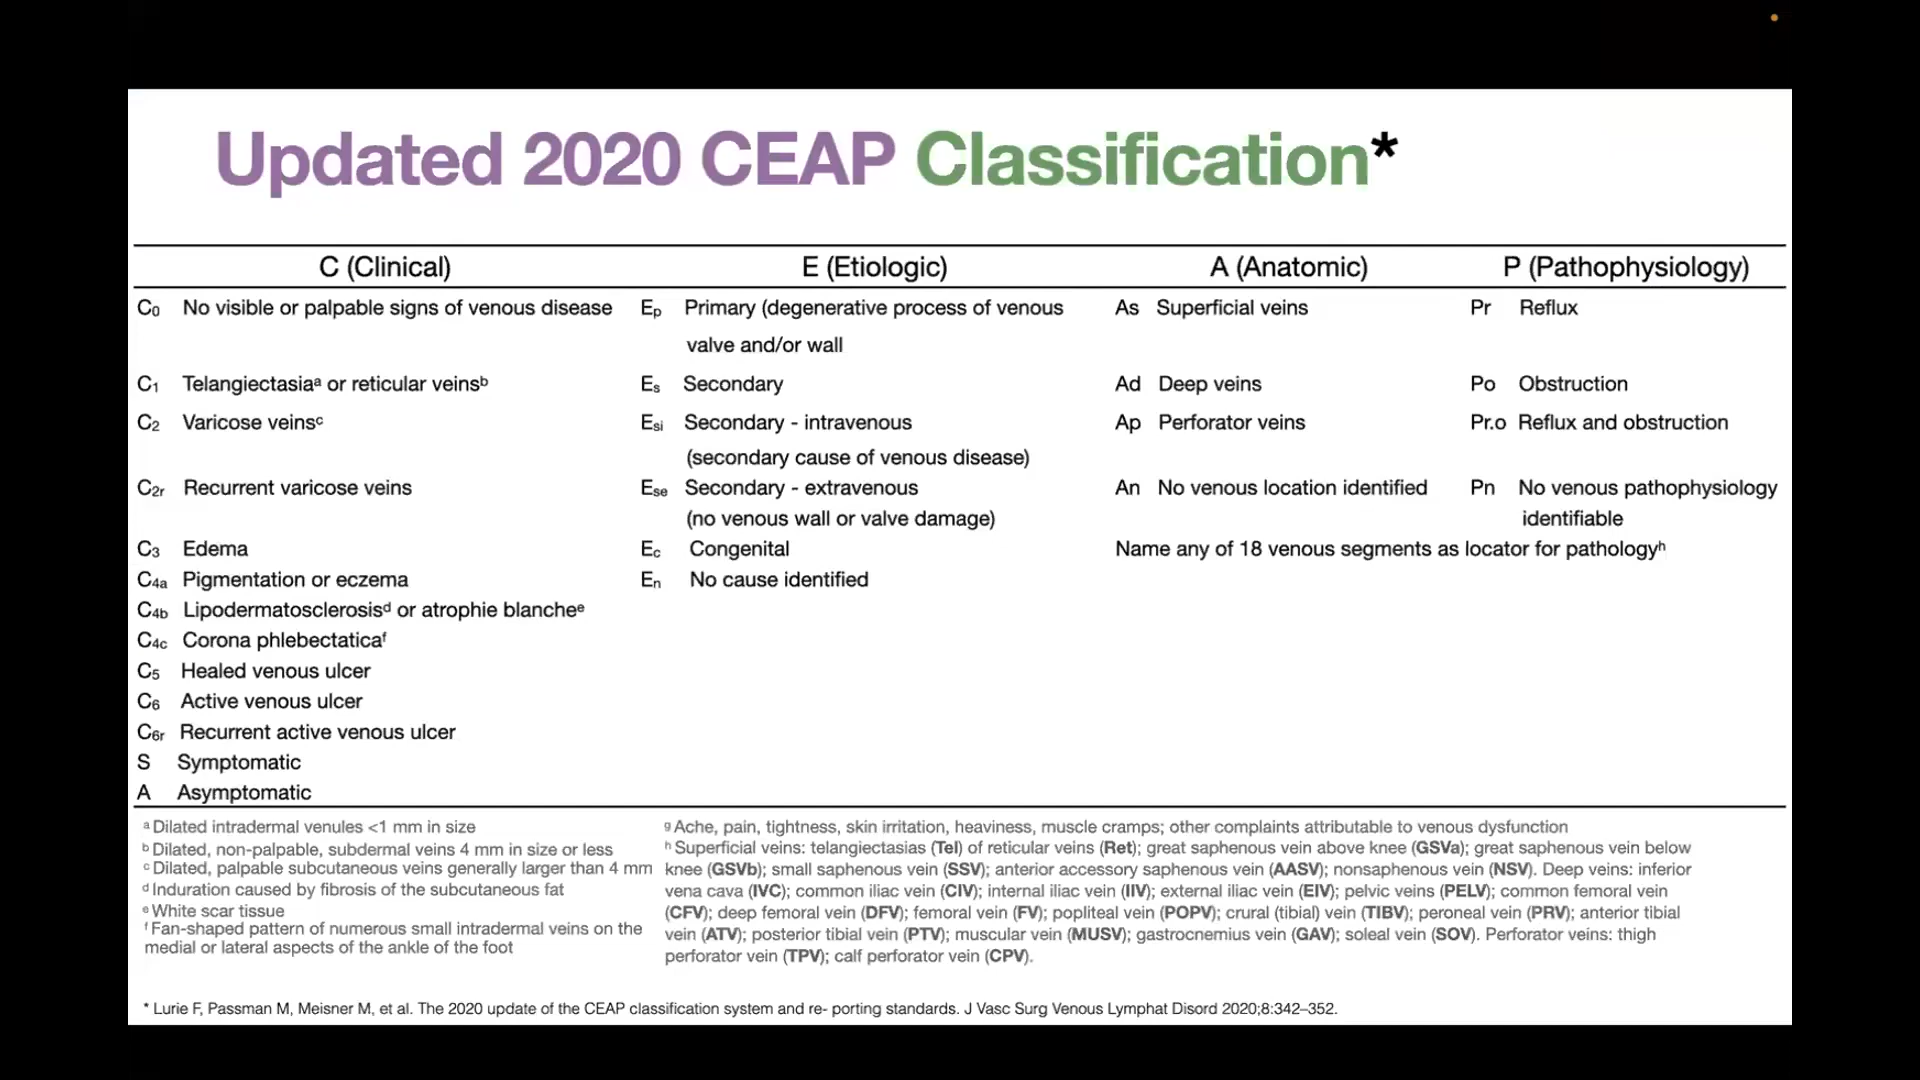 Updated 2020 CEAP Classification*
C (Clinical) E (Etiologic) A (Anatomic) P (Pathophysiology)
C0 No visible or palpable signs of venous disease Ep Primary (degenerative process of venous As Superficial veins Pr Reflux
valve and/or wall
C1 Telangiectasiaa or reticular veinsb Es Secondary Ad Deep veins Po Obstruction
C2 Varicose veinsc Esi Secondary - intravenous Ap Perforator veins Pr.o Reflux and obstruction
(secondary cause of venous disease)
C2r Recurrent varicose veins Ese Secondary - extravenous An No venous location identified Pn No venous pathophysiology
(no venous wall or valve damage) identifiable
C3 Edema Ec Congenital Name any of 18 venous segments as locator for pathologyh
C4a Pigmentation or eczema En No cause identified
C4b Lipodermatosclerosisd or atrophie blanchee
C4c Corona phlebectaticaf
C5 Healed venous ulcer
C6 Active venous ulcer
C6r Recurrent active venous ulcer
S Symptomatic
A Asymptomatic
a Dilated intradermal venules <1 mm in size
b Dilated, non-palpable, subdermal veins 4 mm in size or less
c Dilated, palpable subcutaneous veins generally larger than 4 mm
d Induration caused by fibrosis of the subcutaneous fat
e White scar tissue
f Fan-shaped pattern of numerous small intradermal veins on the
medial or lateral aspects of the ankle of the foot
g Ache, pain, tightness, skin irritation, heaviness, muscle cramps; other complaints attributable to venous dysfunction
h Superficial veins: telangiectasias (Tel) of reticular veins (Ret); great saphenous vein above knee (GSVa); great saphenous vein below
knee (GSVb); small saphenous vein (SSV); anterior accessory saphenous vein (AASV); nonsaphenous vein (NSV). Deep veins: inferior
vena cava (IVC); common iliac vein (CIV); internal iliac vein (IIV); external iliac vein (EIV); pelvic veins (PELV); common femoral vein
(CFV); deep femoral vein (DFV); femoral vein (FV); popliteal vein (POPV); crural (tibial) vein (TIBV); peroneal vein (PRV); anterior tibial
vein (ATV); posterior tibial vein (PTV); muscular vein (MUSV); gastrocnemius vein (GAV); soleal vein (SOV). Perforator veins: thigh
perforator vein (TPV); calf perforator vein (CPV).
* Lurie F, Passman M, Meisner M, et al. The 2020 update of the CEAP classification system and re- porting standards. J Vasc Surg Venous Lymphat Disord 2020;8:342–352.